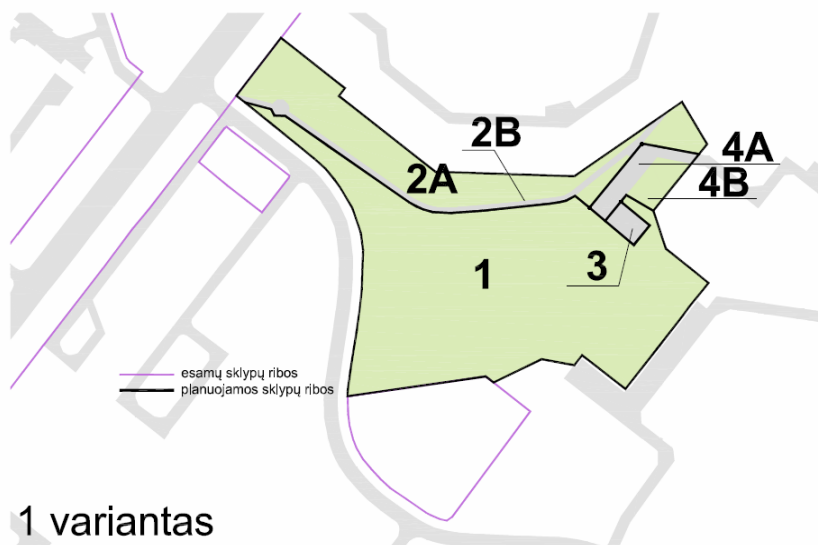 2B
4A
2A
4B
3
1
esamų sklypų ribos
planuojamos sklypų ribos
1 variantas